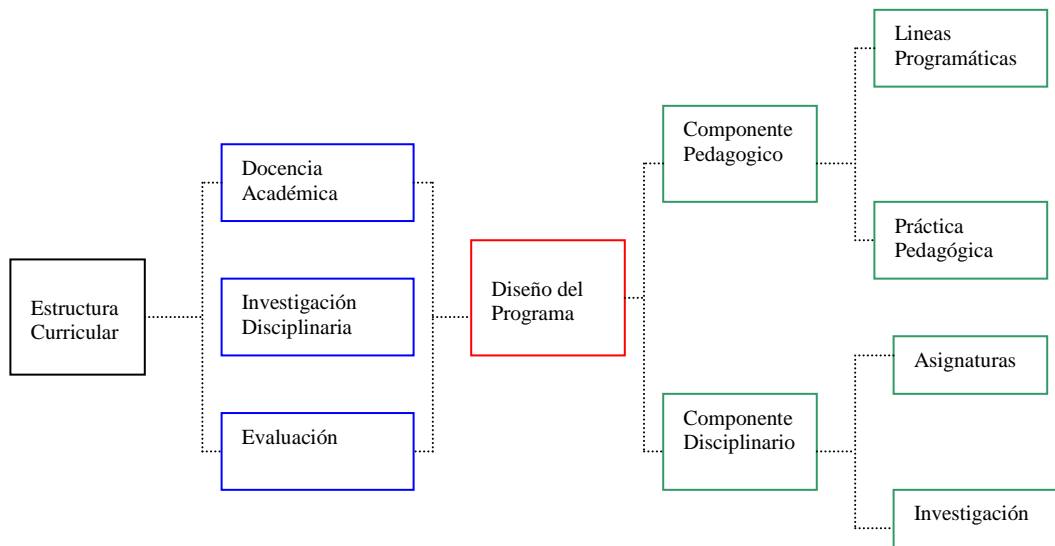 Estructura
Curricular
Docencia
Académica
Investigación
Disciplinaria
Evaluación
Diseño del
Programa
Componente
Pedagogico
Componente
Disciplinario
Lineas
Programáticas
Práctica
Pedagógica
Asignaturas
Investigación